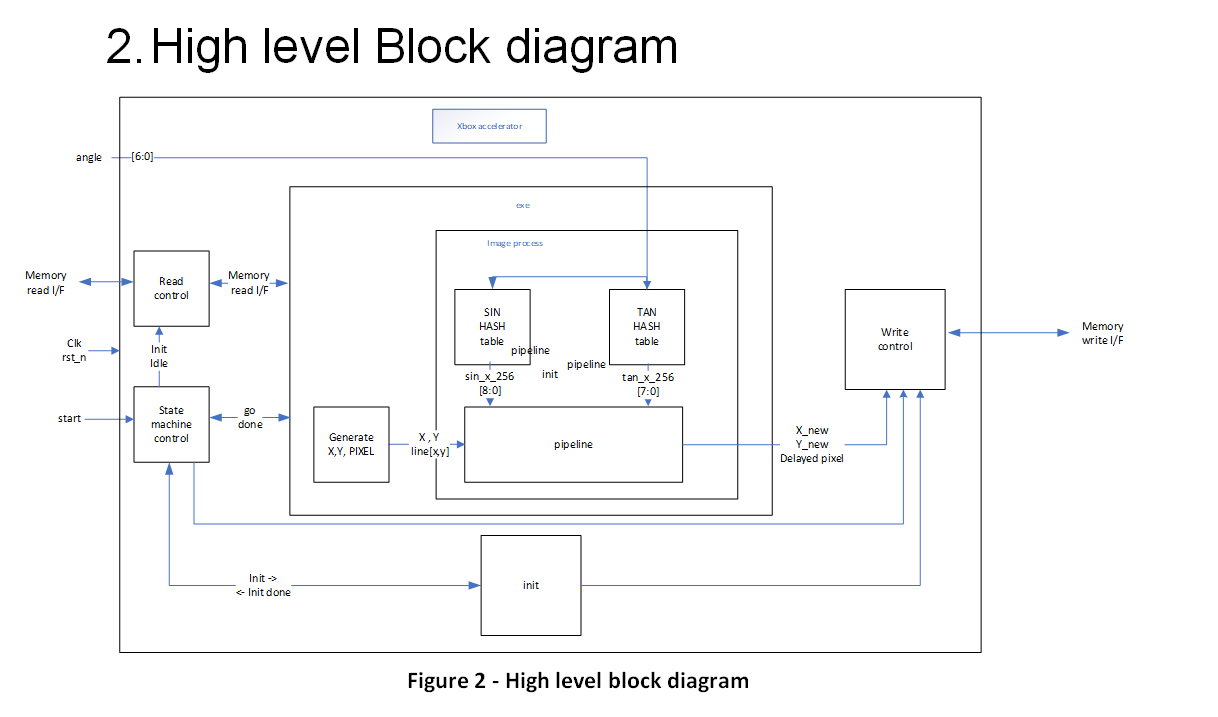 2. High level Block diagram
Xbox accelerator
angle
[6:0]
exe
Image process
Memory
read I/F
Read
control
Memory
read I/F
SIN
HASH
table
TAN
HASH
table
Write
control
Memory
write I/F
Clk
rst_n
Init
Idle
pipeline
init
pipeline
sin_x_256
[8:0]
tan_x_256
[7:0]
start
State
machine
control
go
done
Generate
X,Y, PIXEL
X , Y
line[x,y]
pipeline
X_new
Y_new
Delayed pixel
Init ->
<- Init done
init
Figure 2 - High level block diagram